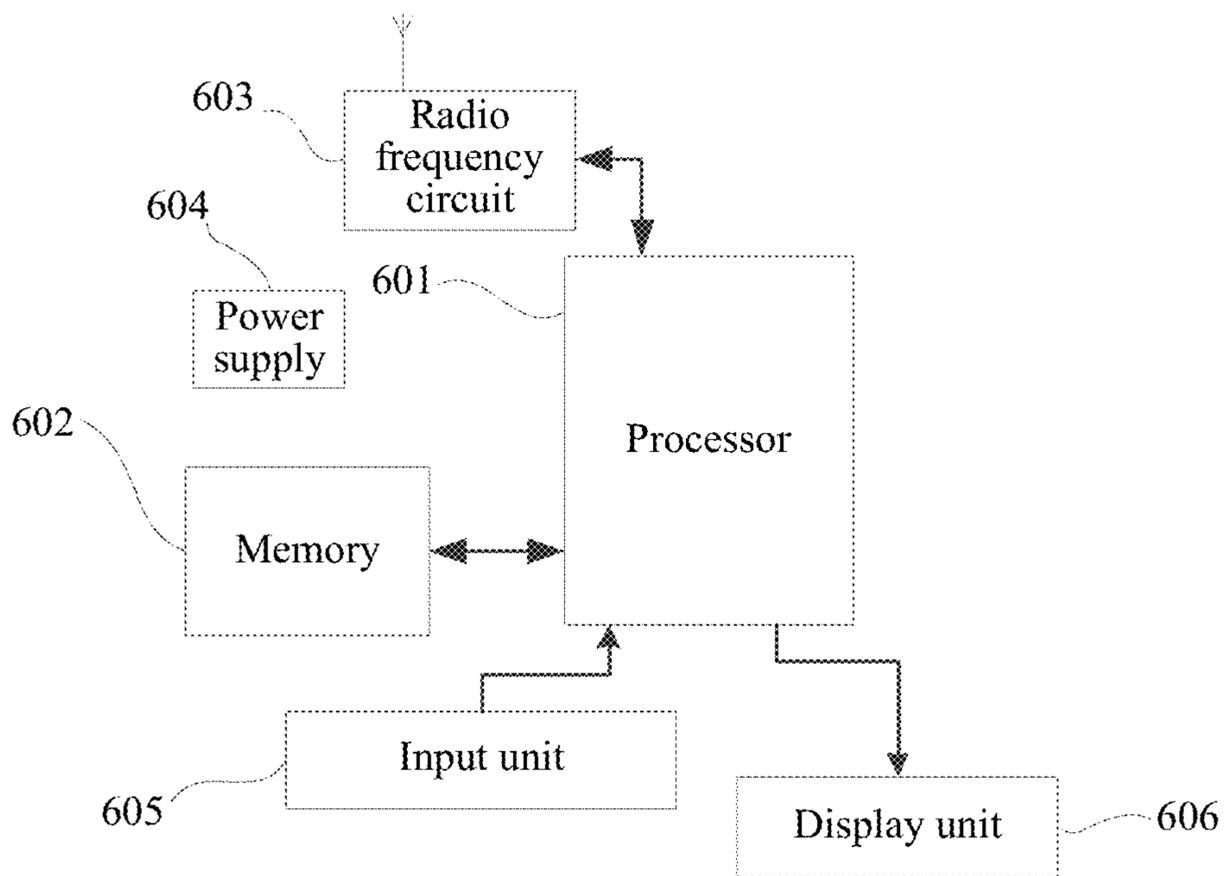 603
Radio
frequency
circuit
604
Power
supply
601
Processor
602
Memory
Input unit
605
Display unit
606